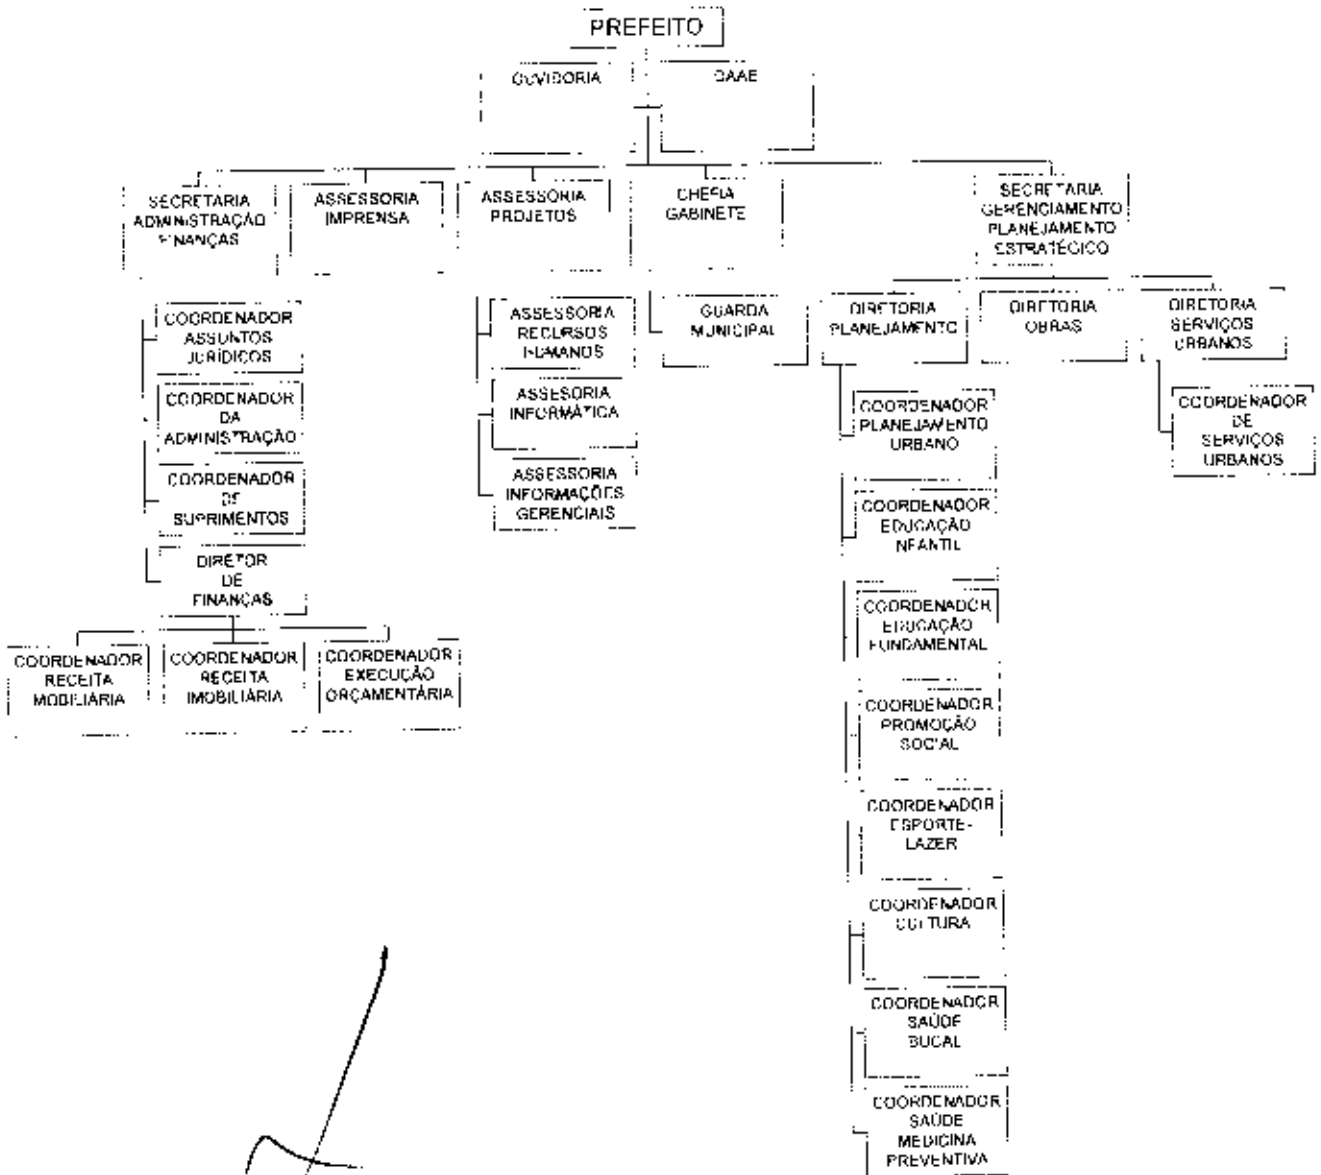 PREFEITO
OUVIDORIA
DAAE
SECRETARIA
ADMINISTRAÇÃO
FINANÇAS
ASSESSORIA
IMPRENSA
ASSESSORIA
PROJETOS
CHEFIA
GABINETE
SECRETARIA
GERENCIAMENTO
PLANEJAMENTO
ESTRATÉGICO
COORDENADOR
ASSUNTOS
JURÍDICOS
COORDENADOR
DA
ADMINISTRAÇÃO
COORDENADOR
DE
SUPRIMENTOS
DIRETOR
DE
FINANÇAS
COORDENADOR
RECEITA
MOBILIÁRIA
COORDENADOR
RECEITA
IMOBILIÁRIA
COORDENADOR
EXECUÇÃO
ORÇAMENTÁRIA
ASSESSORIA
RECURSOS
HUMANOS
ASSESORIA
INFORMÁTICA
ASSESSORIA
INFORMAÇÕES
GERENCIAIS
GUARDA
MUNICIPAL
DIRETORIA
PLANEJAMENTO
DIRETORIA
OBRAS
DIRETORIA
SERVIÇOS
URBANOS
COORDENADOR
PLANEJAMENTO
URBANO
COORDENADOR
EDUCAÇÃO
INFANTIL
COORDENADOR
EDUCAÇÃO
FUNDAMENTAL
COORDENADOR
PROMOÇÃO
SOCIAL
COORDENADOR
ESPORTE-
LAZER
COORDENADOR
CULTURA
COORDENADOR
SAÚDE
BUCAL
COORDENADOR
SAÚDE
MEDICINA
PREVENTIVA
COORDENADOR
DE
SERVIÇOS
URBANOS